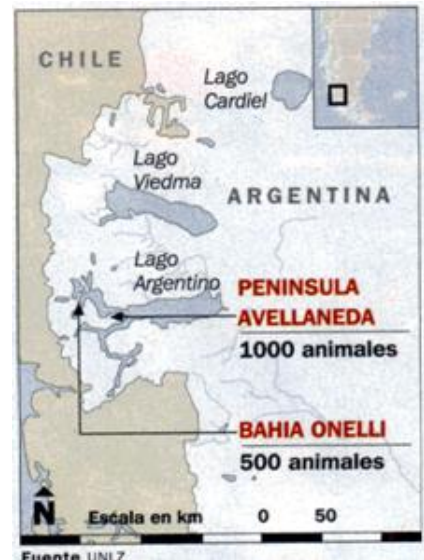 CHILE
Lago
Cardiel
Lago
Viedma
ARGENTINA
Lago
Argentino
PENINSULA
AVELLANEDA
1000 animales
BAHIA ONELLI
500 animales
N
Escala en km 0 50
Fuente UNLZ